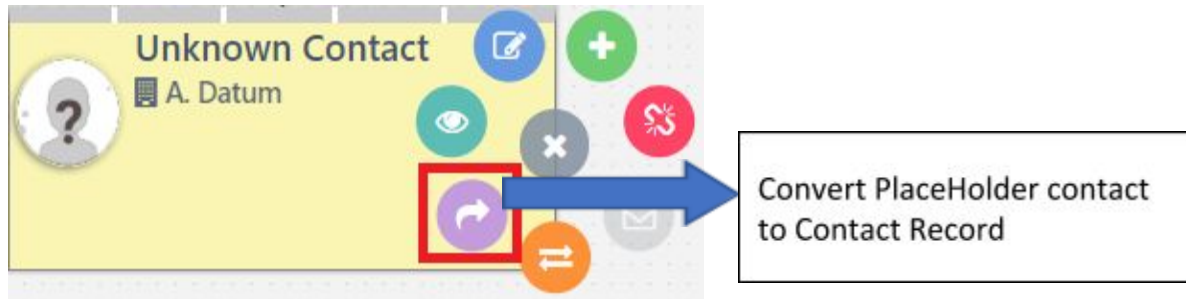 Unknown Contact
A. Datum
?
Convert PlaceHolder contact
to Contact Record